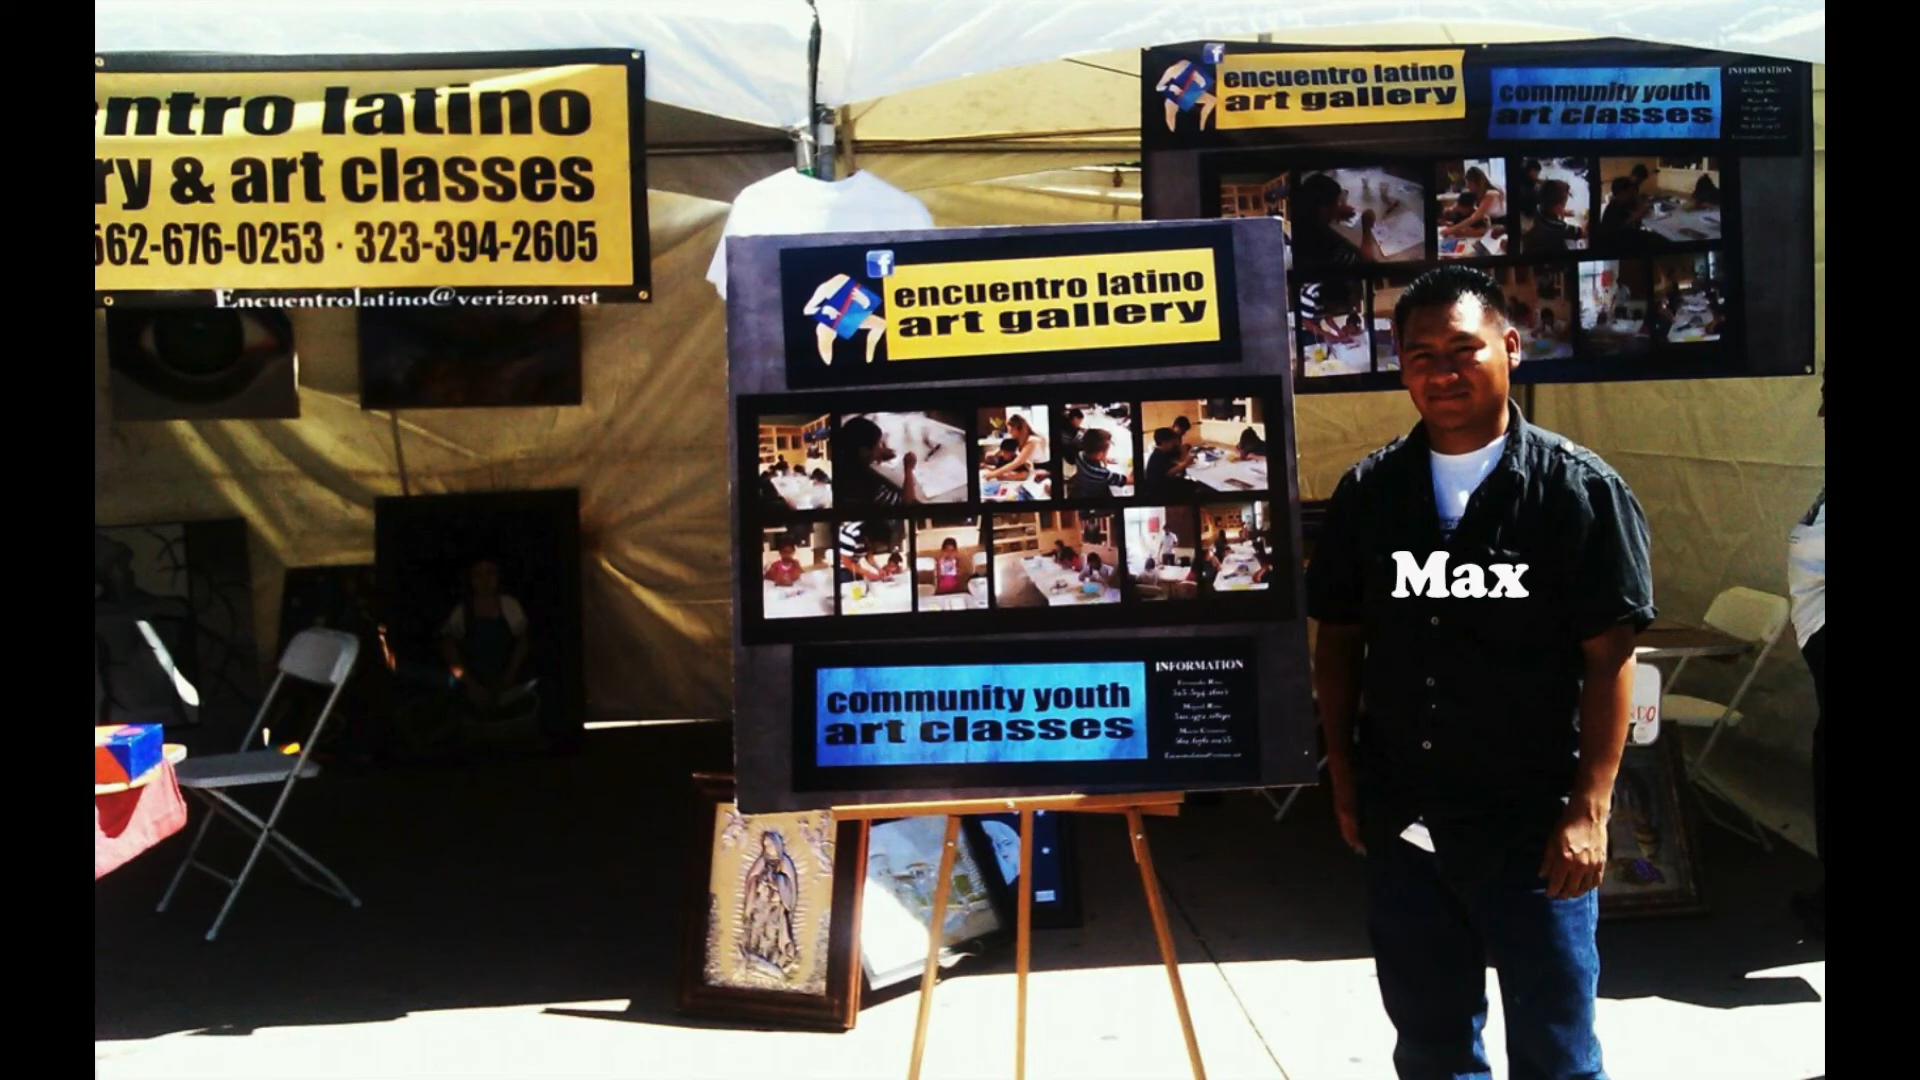 ntro latino
ry & art classes
562-676-0253 · 323-394-2605
Encuentrolatino@verizon.net
f
encuentro latino
art gallery
community youth
art classes
INFORMATION
f
encuentro latino
art gallery
community youth
art classes
INFORMATION
Max